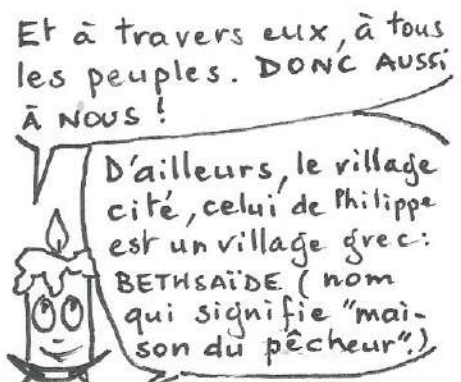 Et à travers eux, à tous
les peuples. DONC AUSSI
À NOUS !
D'ailleurs, le village
cité, celui de Philippe
est un village grec:
BETHSAÏDE (nom
qui signifie "mai-
son du pêcheur".)